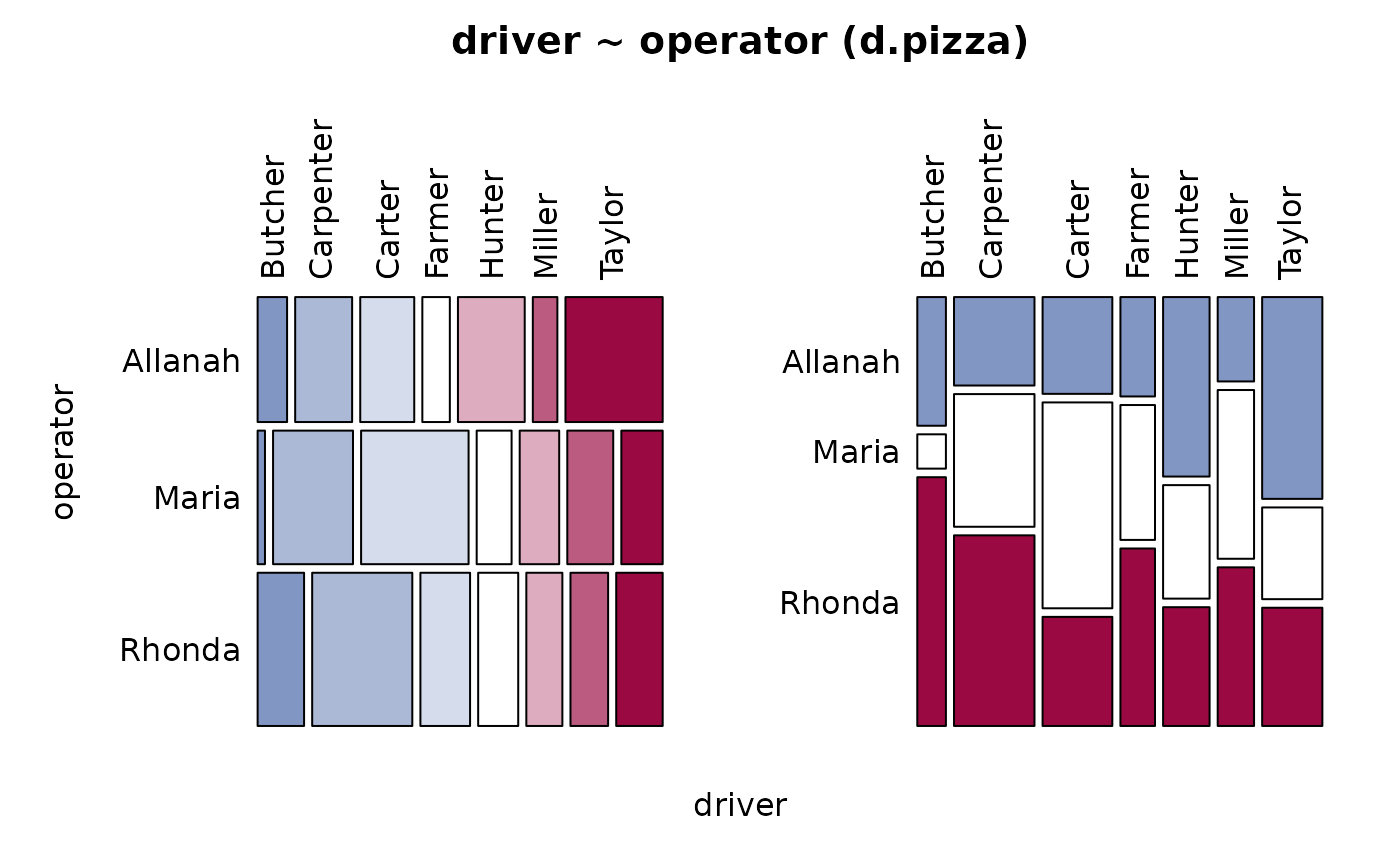 driver ~ operator (d.pizza)
Butcher
Carpenter
Carter
Farmer
Hunter
Miller
Taylor
operator
Allanah
Maria
Rhonda
Butcher
Carpenter
Carter
Farmer
Hunter
Miller
Taylor
Allanah
Maria
Rhonda
driver